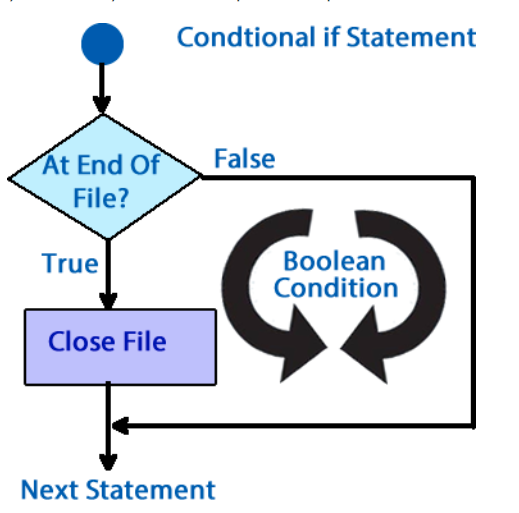 Condtional if Statement
At End Of
File?
False
True
Boolean
Condition
Close File
Next Statement